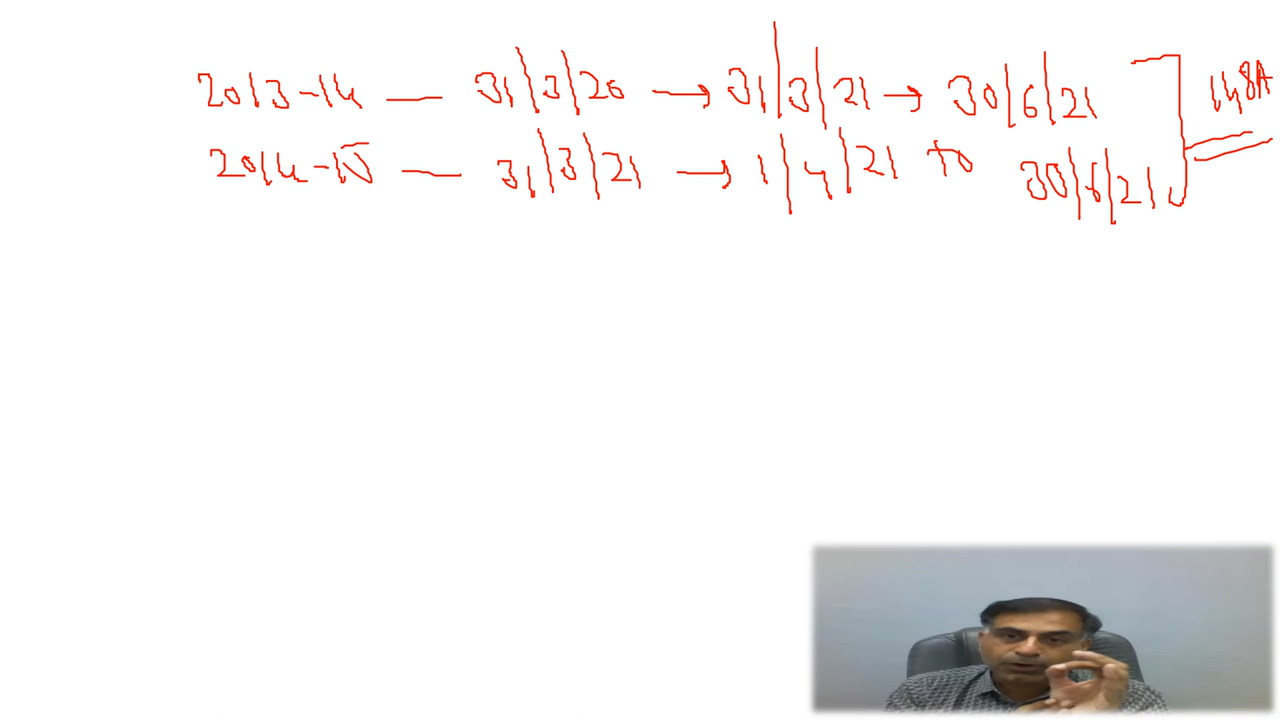 2013-14 — 31/3/20 → 31/3/21 → 30/6/21
2014-15 — 31/3/21 → 1/4/21 to 30/6/21
148A